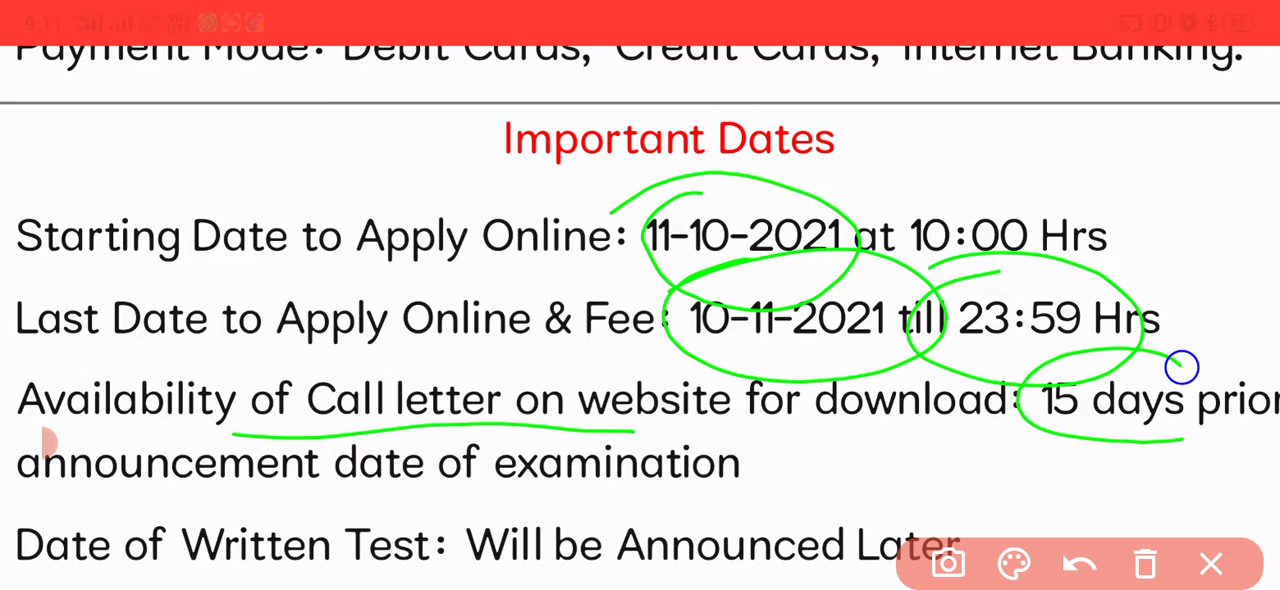 9:11
Payment Mode: Debit Cards, Credit Cards, Internet Banking.
Important Dates
Starting Date to Apply Online: 11-10-2021 at 10:00 Hrs
Last Date to Apply Online & Fee: 10-11-2021 till 23:59 Hrs
Availability of Call letter on website for download: 15 days prior
announcement date of examination
Date of Written Test: Will be Announced Later